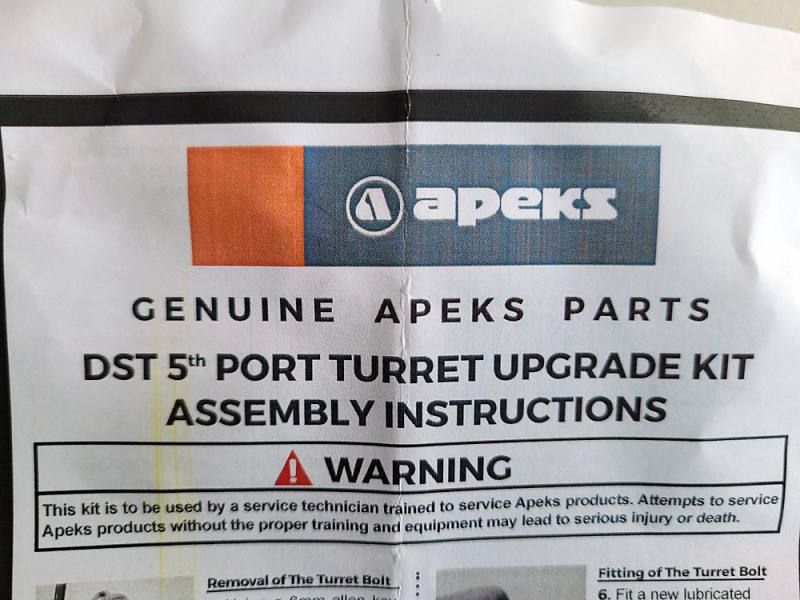 apeks
GENUINE APEKS PARTS
DST 5th PORT TURRET UPGRADE KIT
ASSEMBLY INSTRUCTIONS
WARNING
This kit is to be used by a service technician trained to service Apeks products. Attempts to service
Apeks products without the proper training and equipment may lead to serious injury or death.
Removal of The Turret Bolt
6mm allen key
Fitting of The Turret Bolt
6. Fit a new lubricated